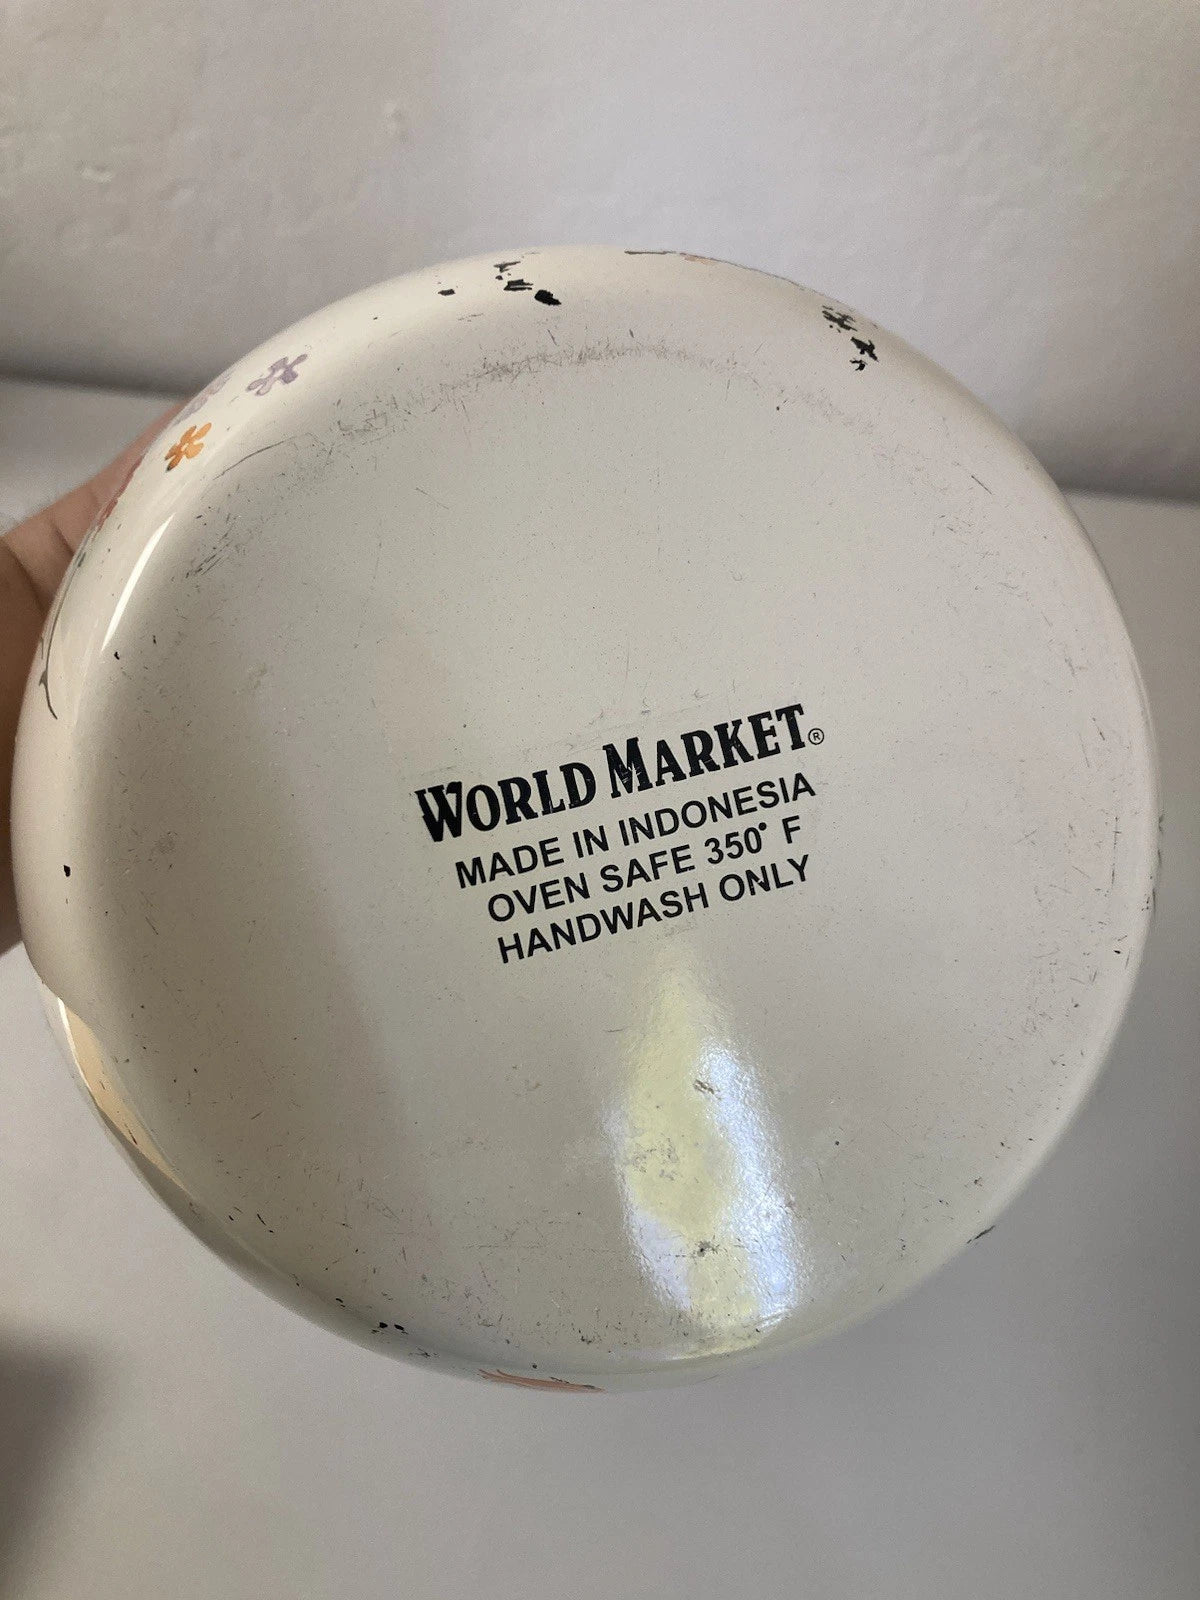 WORLD MARKET®
MADE IN INDONESIA
OVEN SAFE 350° F
HANDWASH ONLY